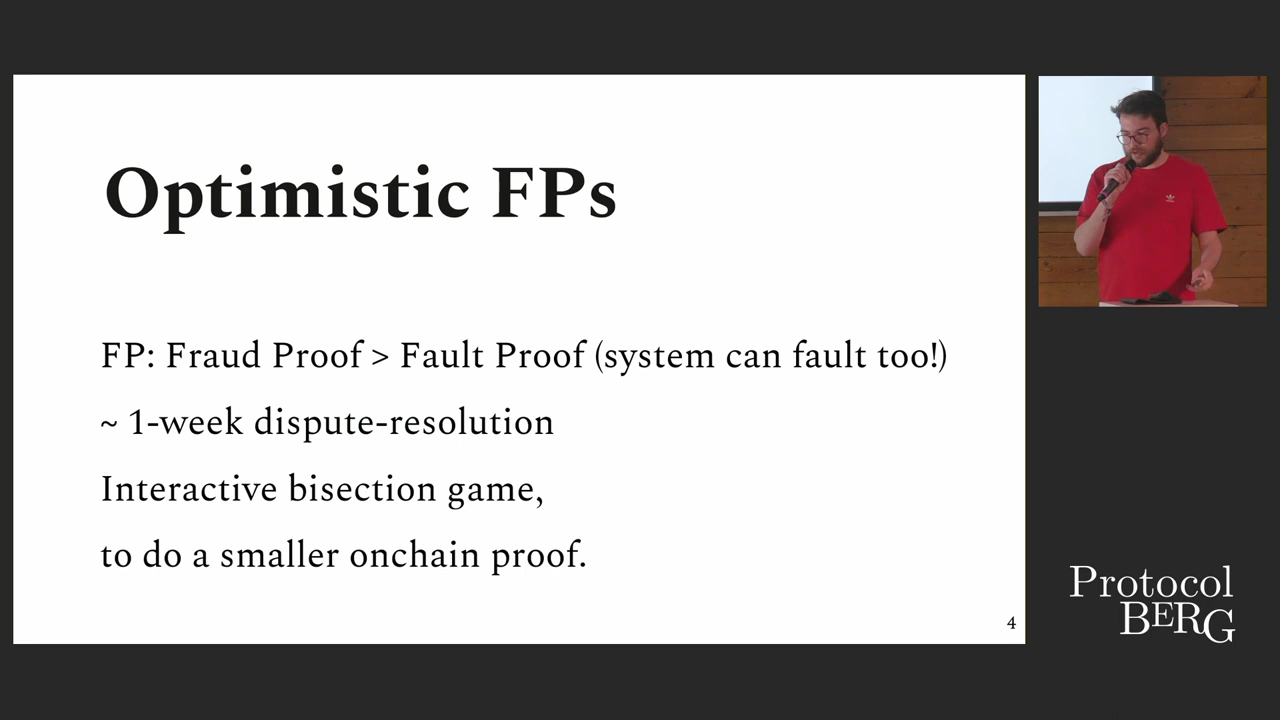 Optimistic FPs
FP: Fraud Proof > Fault Proof (system can fault too!)
~ 1-week dispute-resolution
Interactive bisection game,
to do a smaller onchain proof.
4
Protocol
BERG